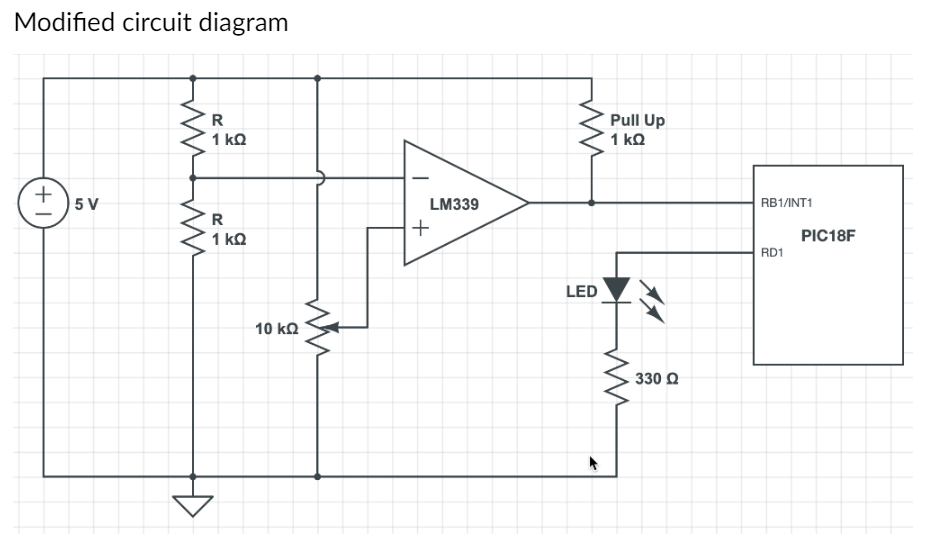 Modified circuit diagram
R
1 kΩ
Pull Up
1 kΩ
+
−
5 V
−
LM339
+
RB1/INT1
PIC18F
RD1
R
1 kΩ
LED
10 kΩ
330 Ω